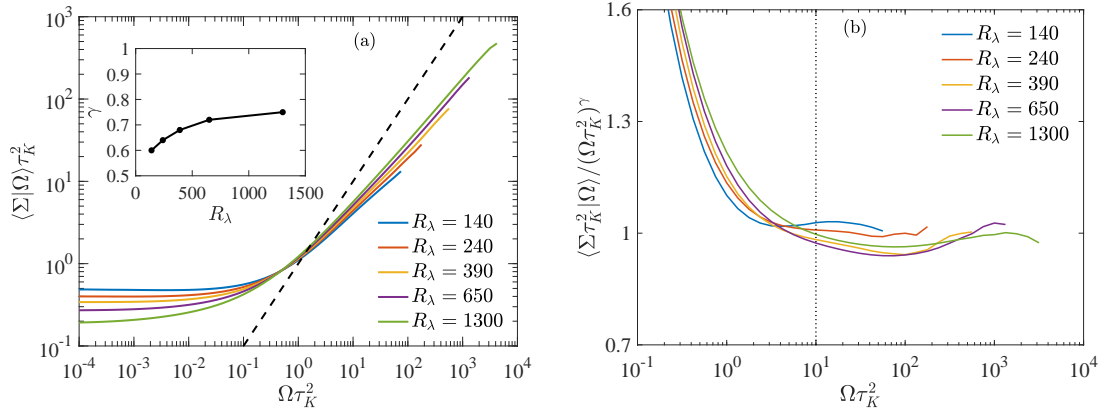 (a)
⟨Σ|Ω⟩τ_K^2
10^3
10^2
10^1
10^0
10^-1
10^-4 10^-3 10^-2 10^-1 10^0 10^1 10^2 10^3 10^4
Ωτ_K^2
γ
1
0.9
0.8
0.7
0.6
0.5
0 500 1000 1500
R_λ
R_λ = 140
R_λ = 240
R_λ = 390
R_λ = 650
R_λ = 1300
(b)
⟨Στ_K^2|Ω⟩/(Ωτ_K^2)^γ
1.6
1.3
1
0.7
10^-1 10^0 10^1 10^2 10^3 10^4
Ωτ_K^2
R_λ = 140
R_λ = 240
R_λ = 390
R_λ = 650
R_λ = 1300